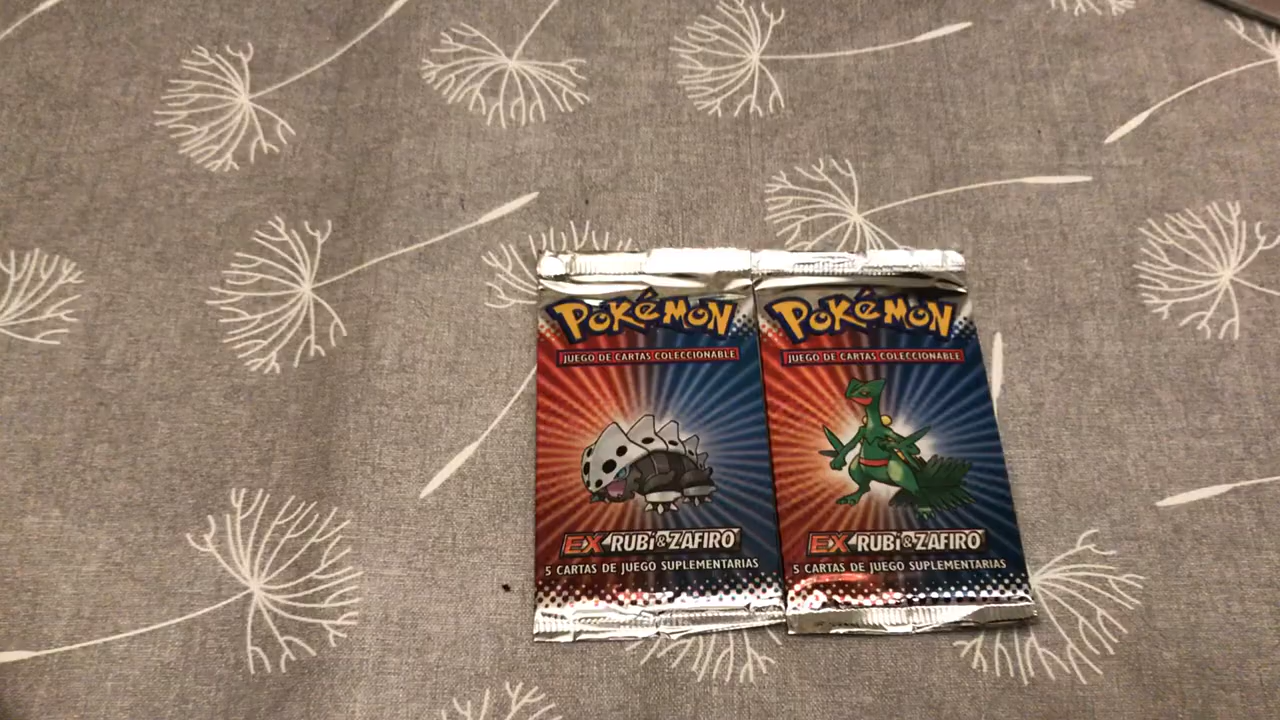 POKéMON
JUEGO DE CARTAS COLECCIONABLE
EX RUBÍ & ZAFIRO
5 CARTAS DE JUEGO SUPLEMENTARIAS
POKéMON
JUEGO DE CARTAS COLECCIONABLE
EX RUBÍ & ZAFIRO
5 CARTAS DE JUEGO SUPLEMENTARIAS